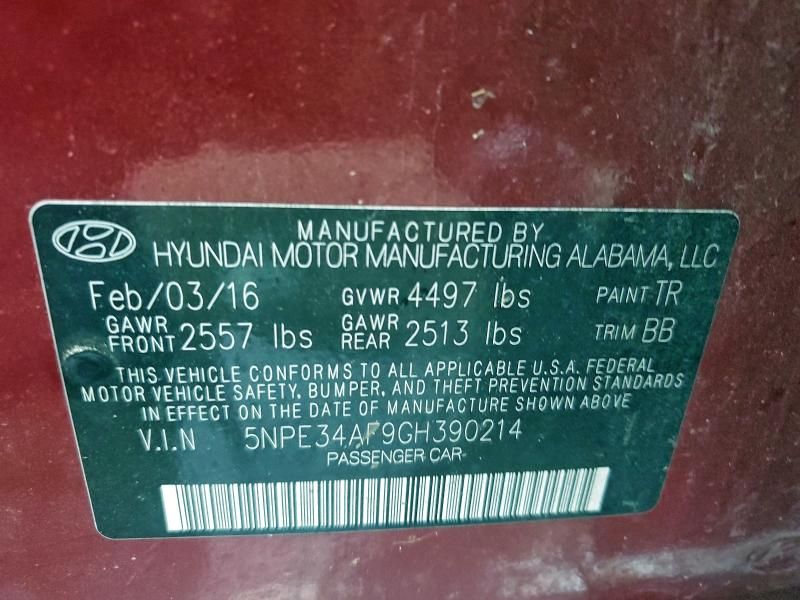 MANUFACTURED BY
HYUNDAI MOTOR MANUFACTURING ALABAMA, LLC
Feb/03/16 GVWR 4497 lbs PAINT TR
GAWR FRONT 2557 lbs GAWR REAR 2513 lbs TRIM BB
THIS VEHICLE CONFORMS TO ALL APPLICABLE U.S.A. FEDERAL
MOTOR VEHICLE SAFETY, BUMPER, AND THEFT PREVENTION STANDARDS
IN EFFECT ON THE DATE OF MANUFACTURE SHOWN ABOVE
V.I.N 5NPE34AF9GH390214
PASSENGER CAR